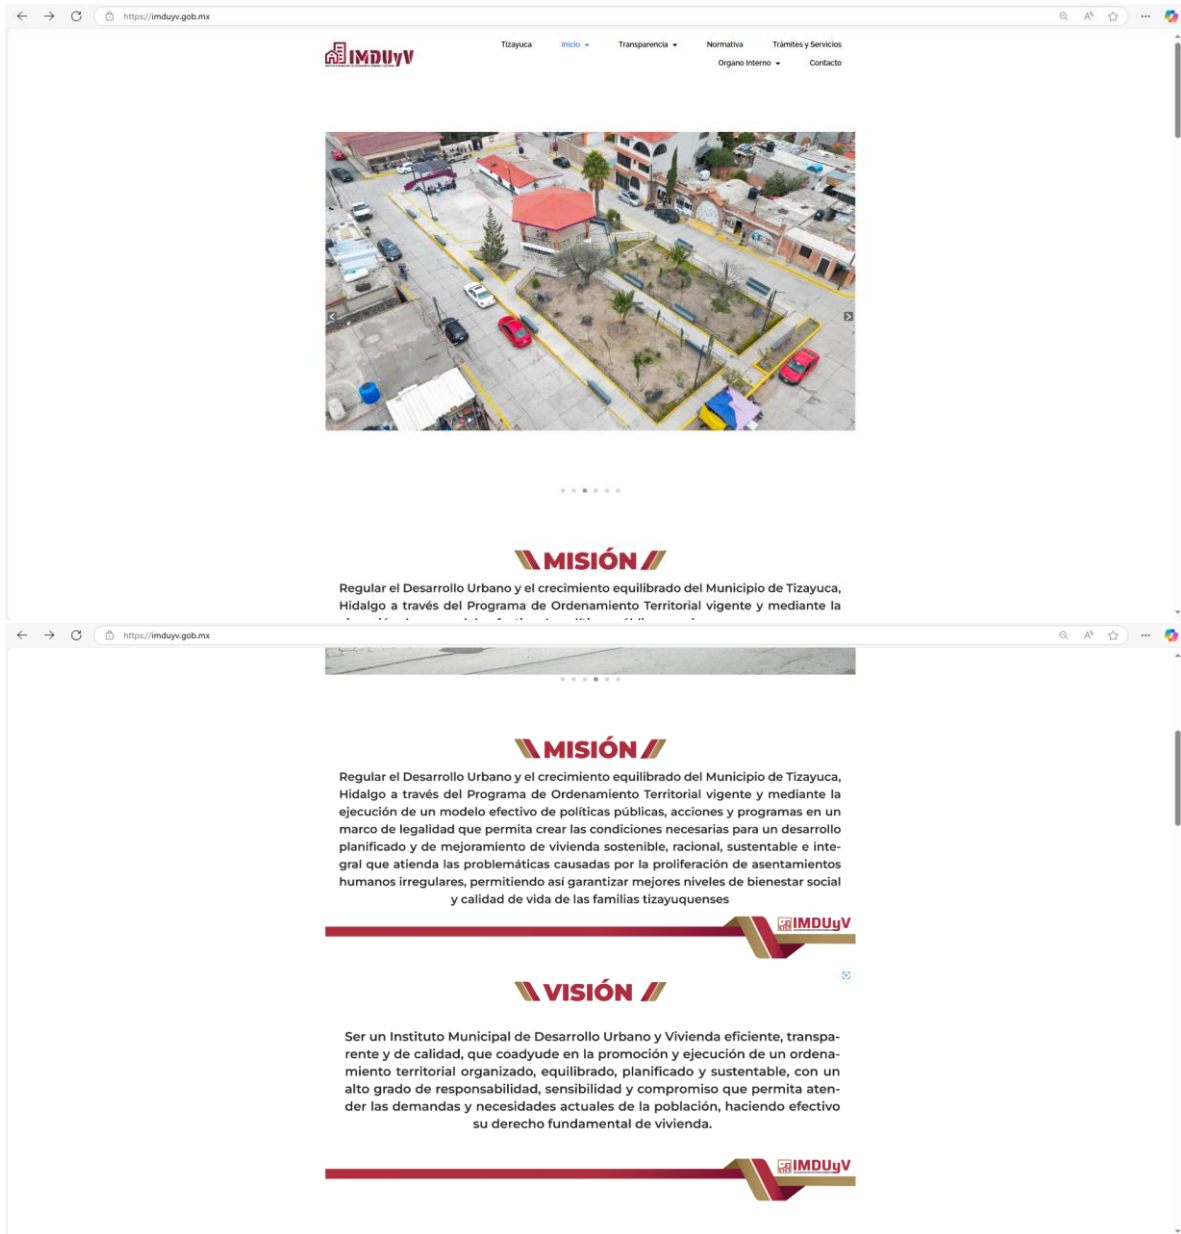 https://imduyv.gob.mx
IMDUyV
Tizayuca Inicio Transparencia Normativa Trámites y Servicios
Organo Interno Contacto
MISIÓN
Regular el Desarrollo Urbano y el crecimiento equilibrado del Municipio de Tizayuca,
Hidalgo a través del Programa de Ordenamiento Territorial vigente y mediante la
https://imduyv.gob.mx
MISIÓN
Regular el Desarrollo Urbano y el crecimiento equilibrado del Municipio de Tizayuca,
Hidalgo a través del Programa de Ordenamiento Territorial vigente y mediante la
ejecución de un modelo efectivo de políticas públicas, acciones y programas en un
marco de legalidad que permita crear las condiciones necesarias para un desarrollo
planificado y de mejoramiento de vivienda sostenible, racional, sustentable e inte-
gral que atienda las problemáticas causadas por la proliferación de asentamientos
humanos irregulares, permitiendo así garantizar mejores niveles de bienestar social
y calidad de vida de las familias tizayuquenses
IMDUyV
VISIÓN
Ser un Instituto Municipal de Desarrollo Urbano y Vivienda eficiente, transpa-
rente y de calidad, que coadyude en la promoción y ejecución de un ordena-
miento territorial organizado, equilibrado, planificado y sustentable, con un
alto grado de responsabilidad, sensibilidad y compromiso que permita aten-
der las demandas y necesidades actuales de la población, haciendo efectivo
su derecho fundamental de vivienda.
IMDUyV